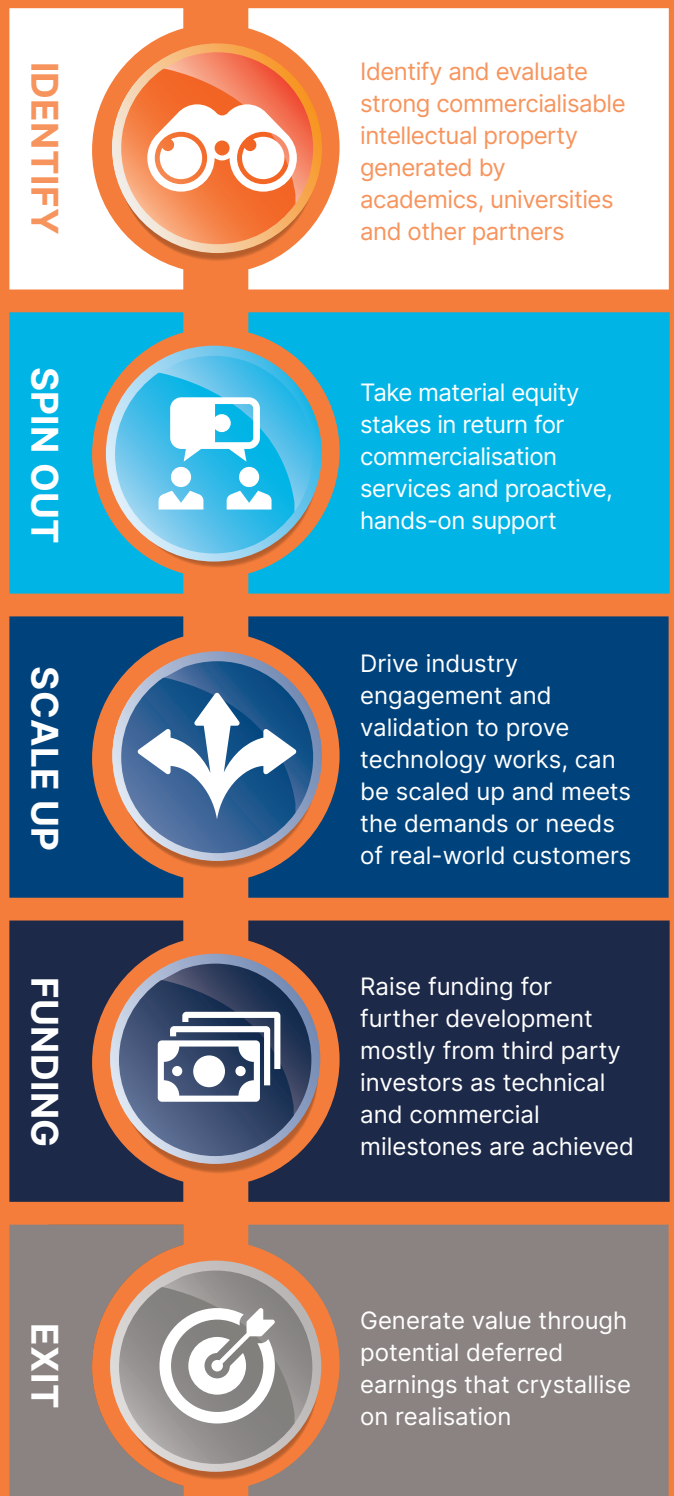 IDENTIFY
Identify and evaluate
strong commercialisable
intellectual property
generated by
academics, universities
and other partners
SPIN OUT
Take material equity
stakes in return for
commercialisation
services and proactive,
hands-on support
SCALE UP
Drive industry
engagement and
validation to prove
technology works, can
be scaled up and meets
the demands or needs
of real-world customers
FUNDING
Raise funding for
further development
mostly from third party
investors as technical
and commercial
milestones are achieved
EXIT
Generate value through
potential deferred
earnings that crystallise
on realisation